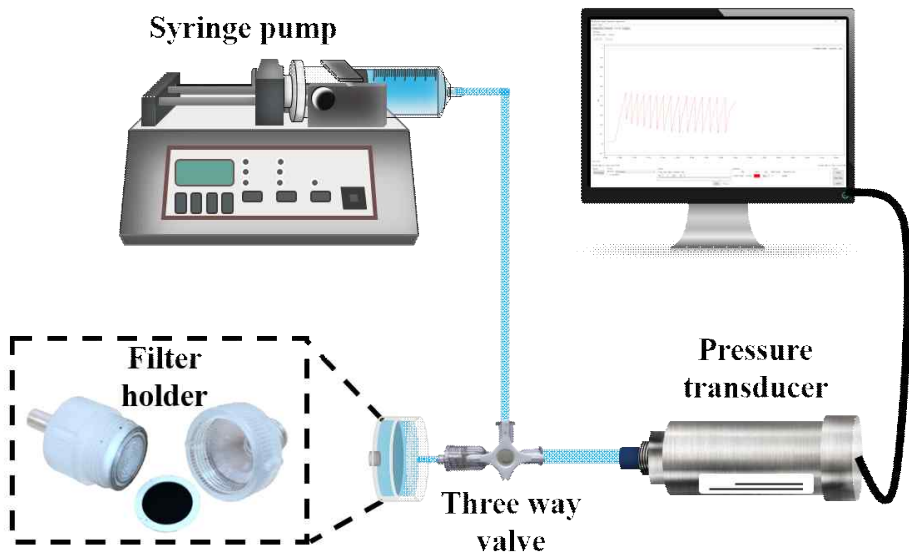 Syringe pump
Filter
holder
Pressure
transducer
Three way
valve